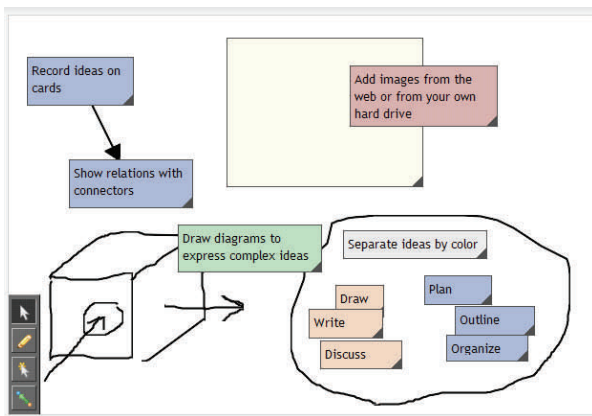 Record ideas on
cards
Add images from the
web or from your own
hard drive
Show relations with
connectors
Draw diagrams to
express complex ideas
Separate ideas by color
Draw
Write
Discuss
Plan
Outline
Organize